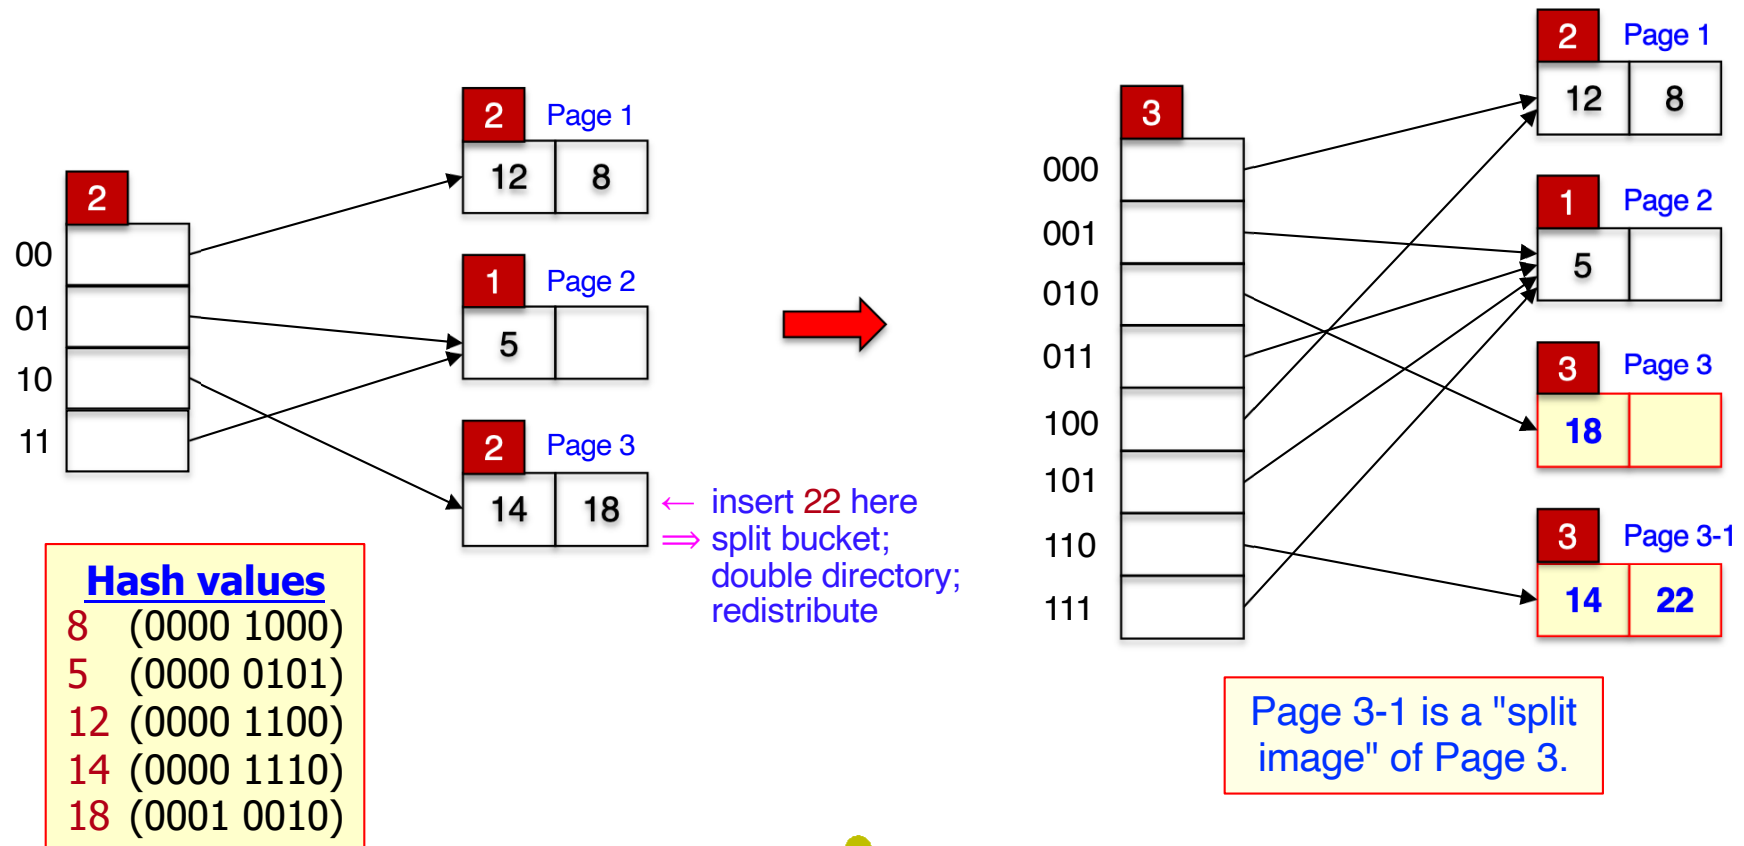 2
00
01
10
11
2 Page 1
12 8
1 Page 2
5
2 Page 3
14 18
← insert 22 here
⇒ split bucket;
double directory;
redistribute
Hash values
8 (0000 1000)
5 (0000 0101)
12 (0000 1100)
14 (0000 1110)
18 (0001 0010)
3
000
001
010
011
100
101
110
111
2 Page 1
12 8
1 Page 2
5
3 Page 3
18
3 Page 3-1
14 22
Page 3-1 is a "split
image" of Page 3.